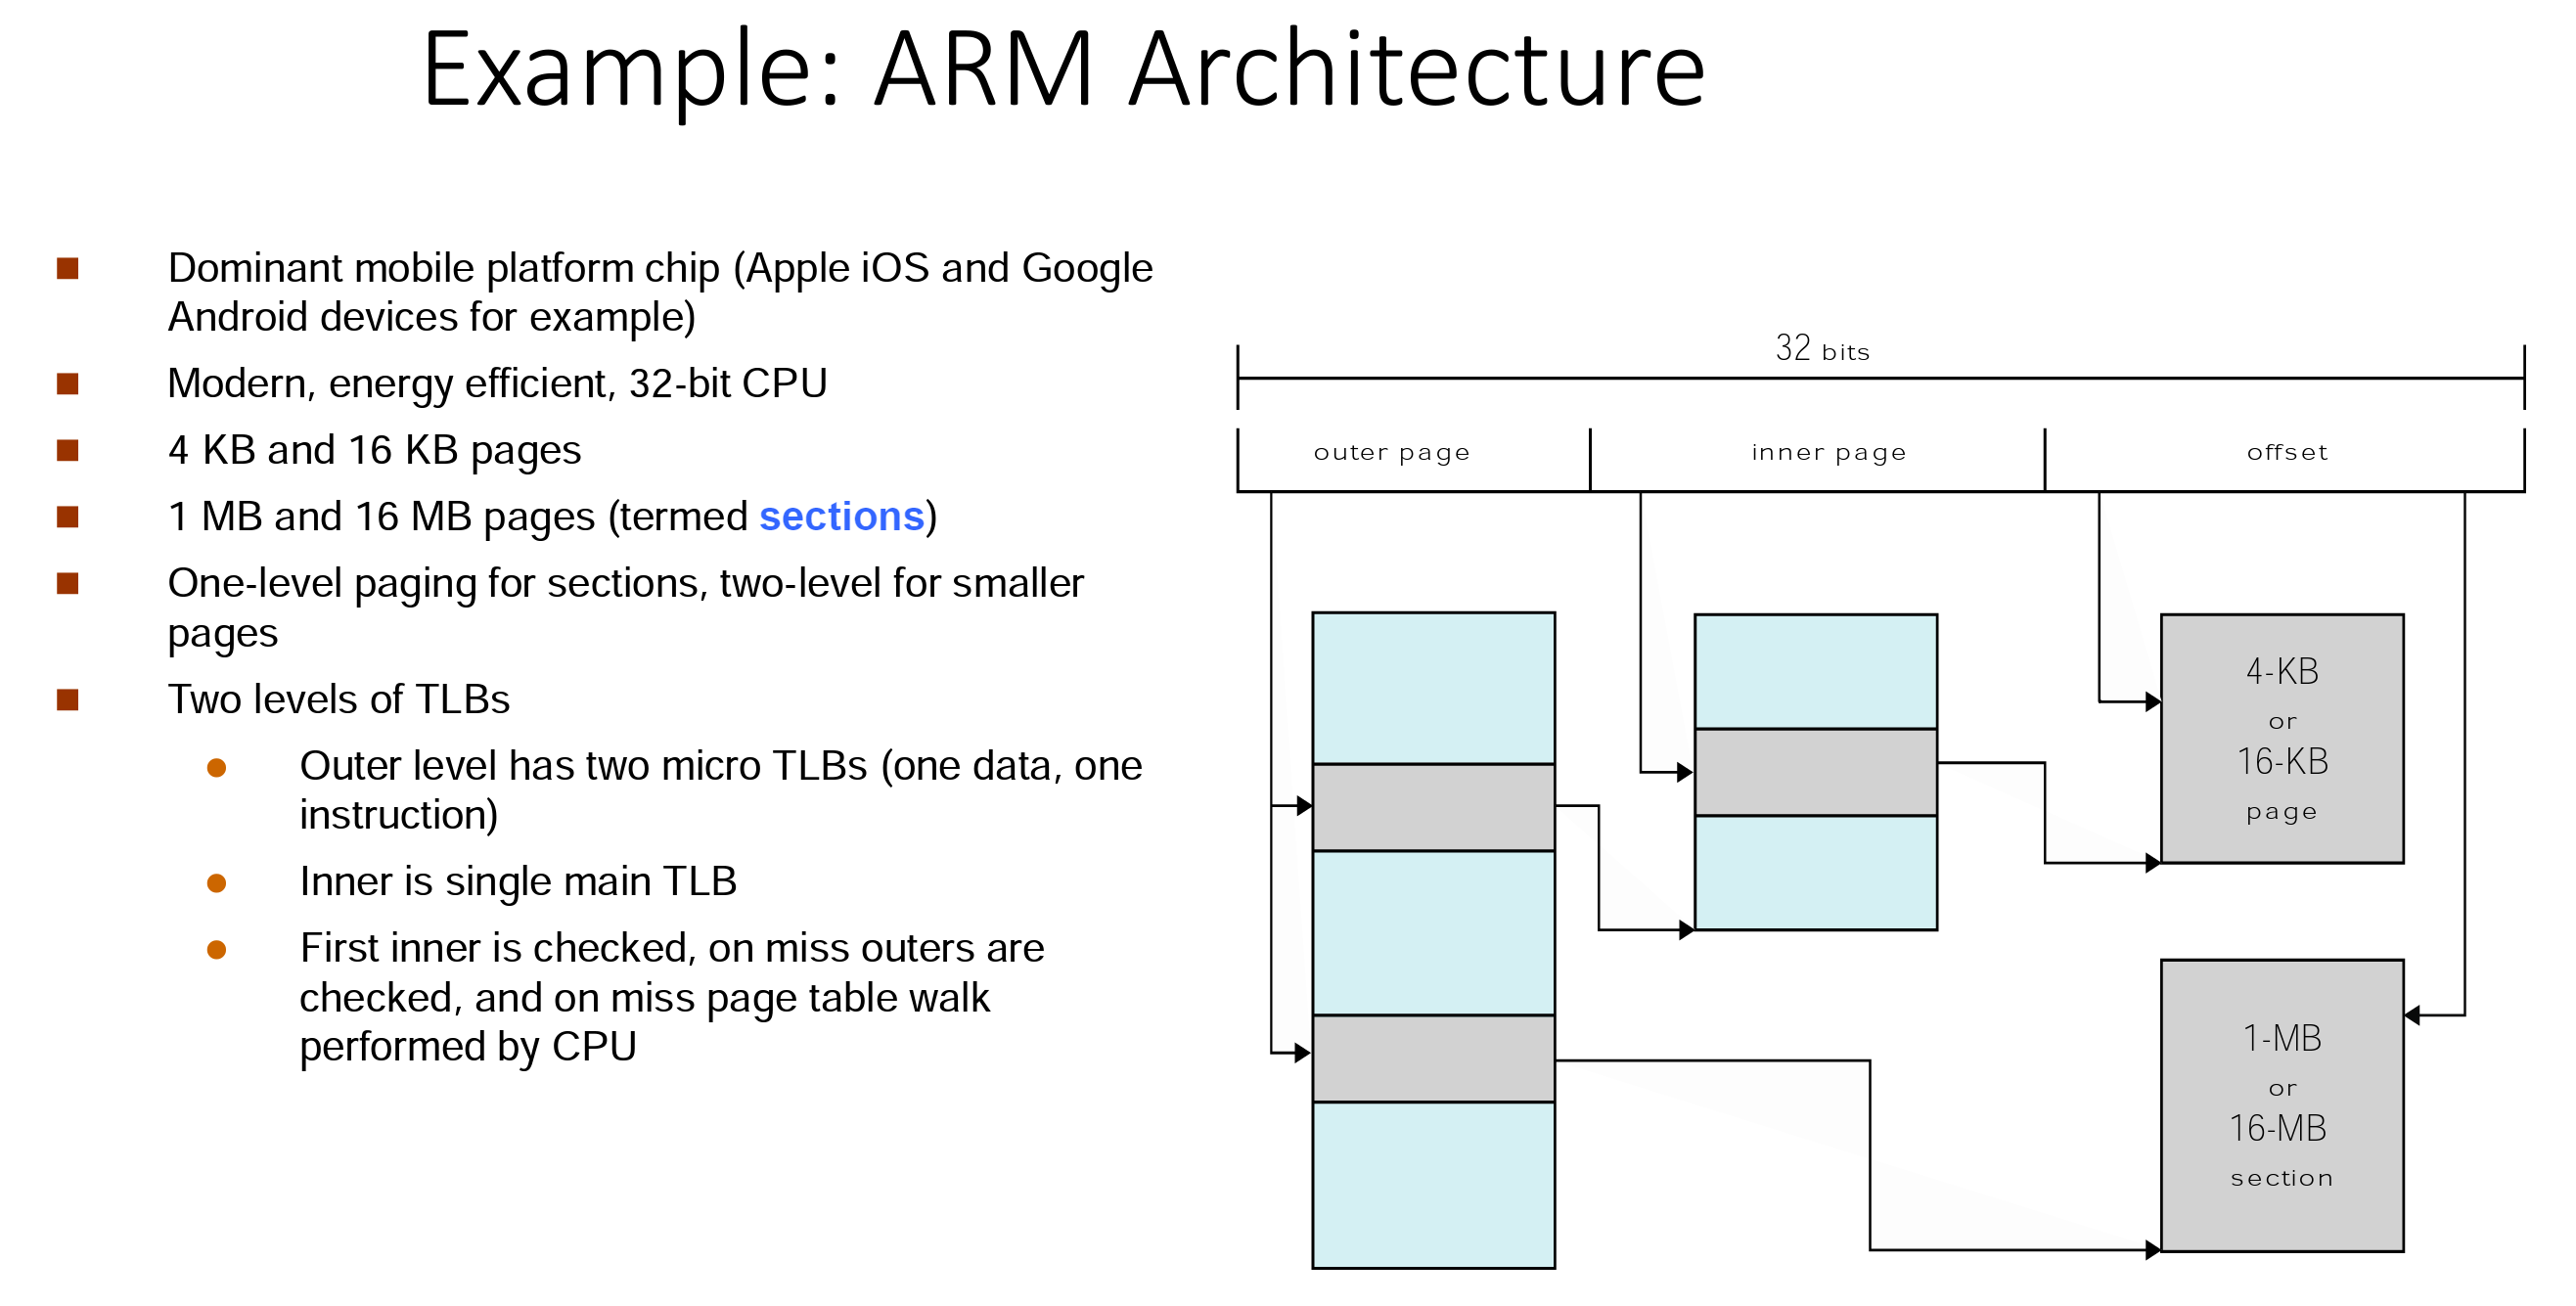 Example: ARM Architecture
Dominant mobile platform chip (Apple iOS and Google
Android devices for example)
Modern, energy efficient, 32-bit CPU
4 KB and 16 KB pages
1 MB and 16 MB pages (termed sections)
One-level paging for sections, two-level for smaller
pages
Two levels of TLBs
Outer level has two micro TLBs (one data, one
instruction)
Inner is single main TLB
First inner is checked, on miss outers are
checked, and on miss page table walk
performed by CPU
32 bits
outer page
inner page
offset
4-KB
or
16-KB
page
1-MB
or
16-MB
section